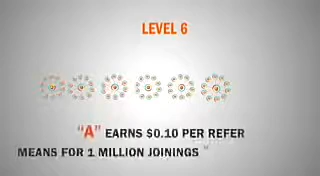 LEVEL 6
"A" EARNS $0.10 PER REFER
MEANS FOR 1 MILLION JOININGS "